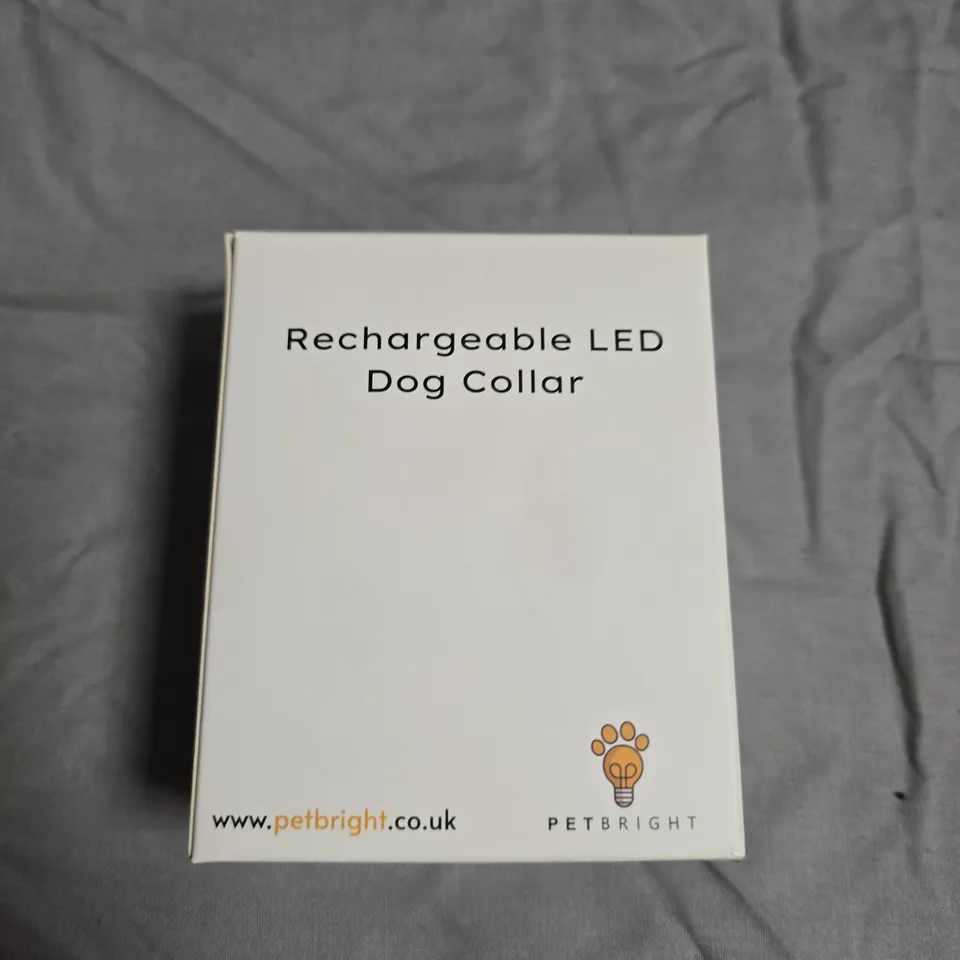 Rechargeable LED
Dog Collar
www.petbright.co.uk
PETBRIGHT